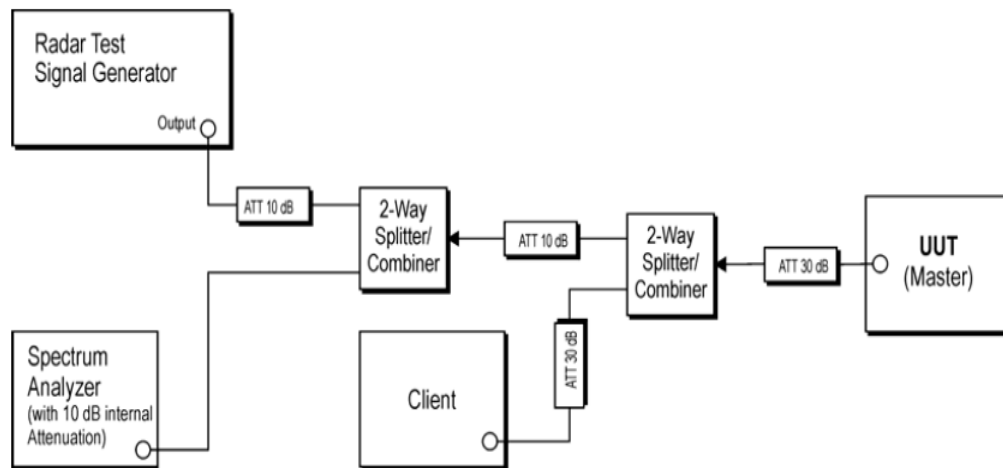 Radar Test
Signal Generator
Output
ATT 10 dB
2-Way
Splitter/
Combiner
ATT 10 dB
2-Way
Splitter/
Combiner
ATT 30 dB
UUT
(Master)
Spectrum
Analyzer
(with 10 dB internal
Attenuation)
Client
ATT 30 dB